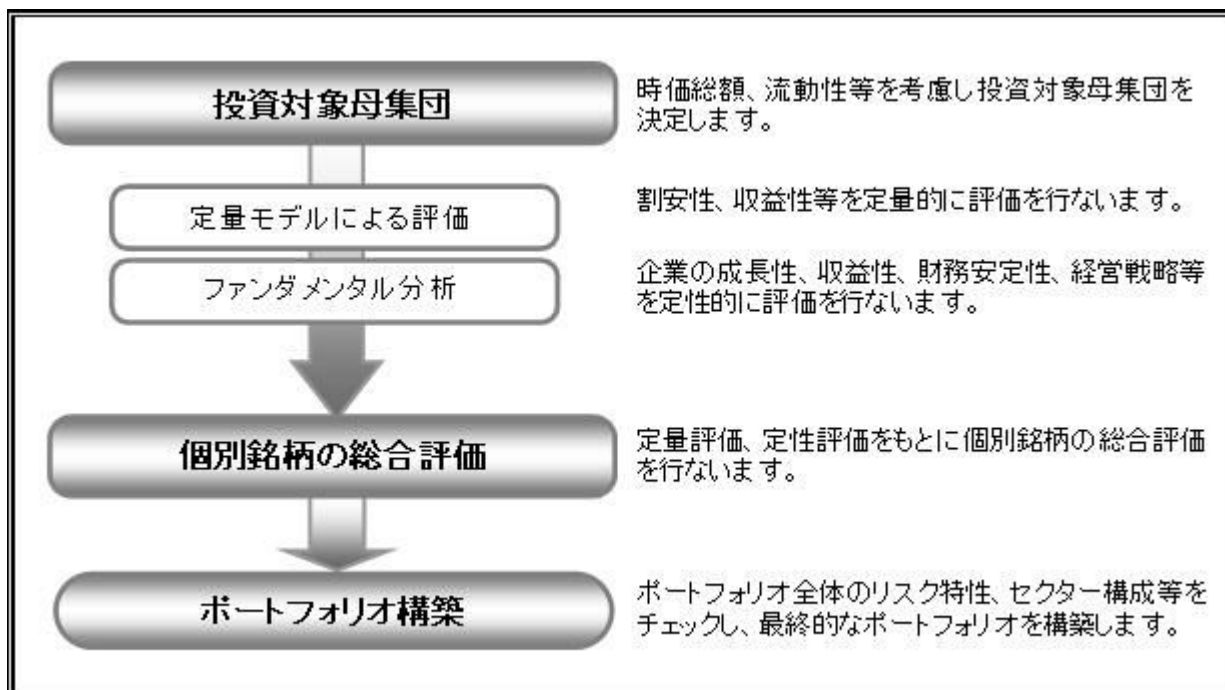 投資対象母集団
時価総額、流動性等を考慮し投資対象母集団を
決定します。
定量モデルによる評価
割安性、収益性等を定量的に評価を行ないます。
ファンダメンタル分析
企業の成長性、収益性、財務安定性、経営戦略等
を定性的に評価を行ないます。
個別銘柄の総合評価
定量評価、定性評価をもとに個別銘柄の総合評価
を行ないます。
ポートフォリオ構築
ポートフォリオ全体のリスク特性、セクター構成等を
チェックし、最終的なポートフォリオを構築します。